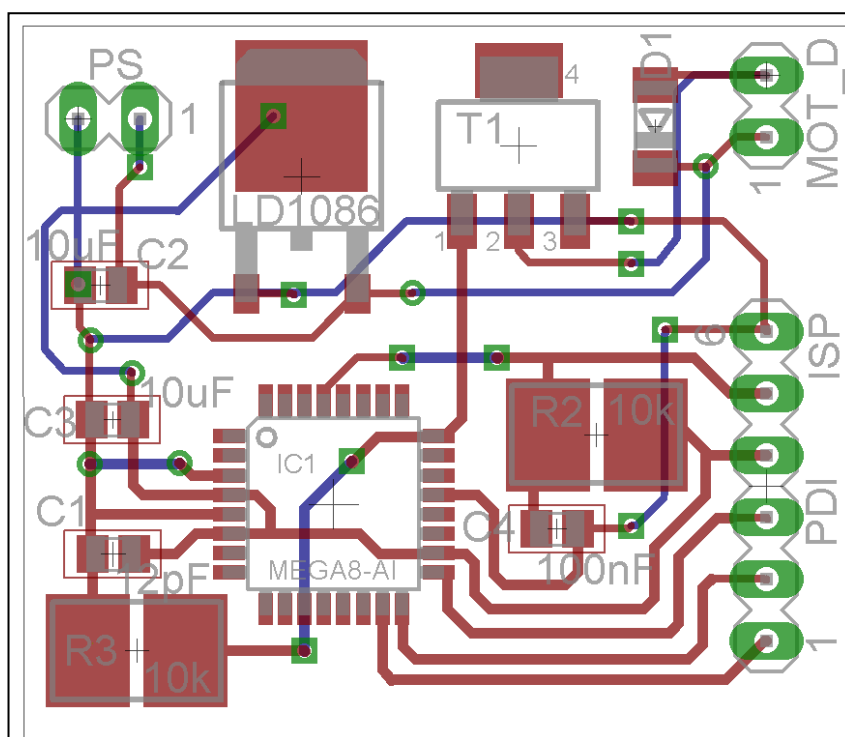 PS
1
LD1086
T1
4
1
2
3
D1
MOT_D
1
10uF
C2
10uF
C3
C1
12pF
IC1
MEGA8-AI
R2
10k
C4
100nF
R3
10k
6
ISP
PDI
1